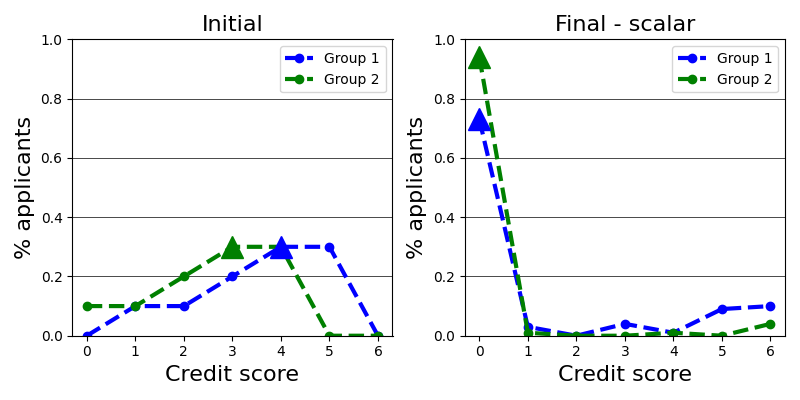 Initial
% applicants
1.0
0.8
0.6
0.4
0.2
0.0
Group 1
Group 2
0 1 2 3 4 5 6
Credit score
Final - scalar
% applicants
1.0
0.8
0.6
0.4
0.2
0.0
Group 1
Group 2
0 1 2 3 4 5 6
Credit score